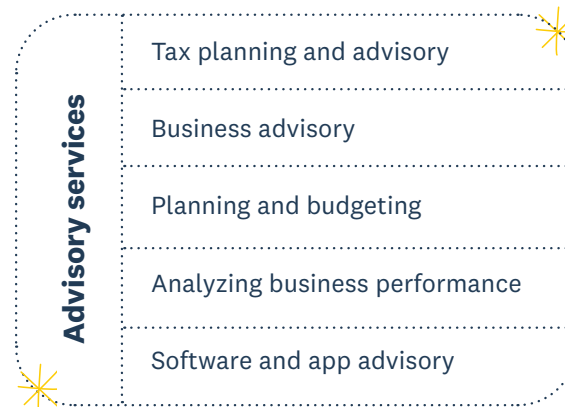 Advisory services
Tax planning and advisory
Business advisory
Planning and budgeting
Analyzing business performance
Software and app advisory